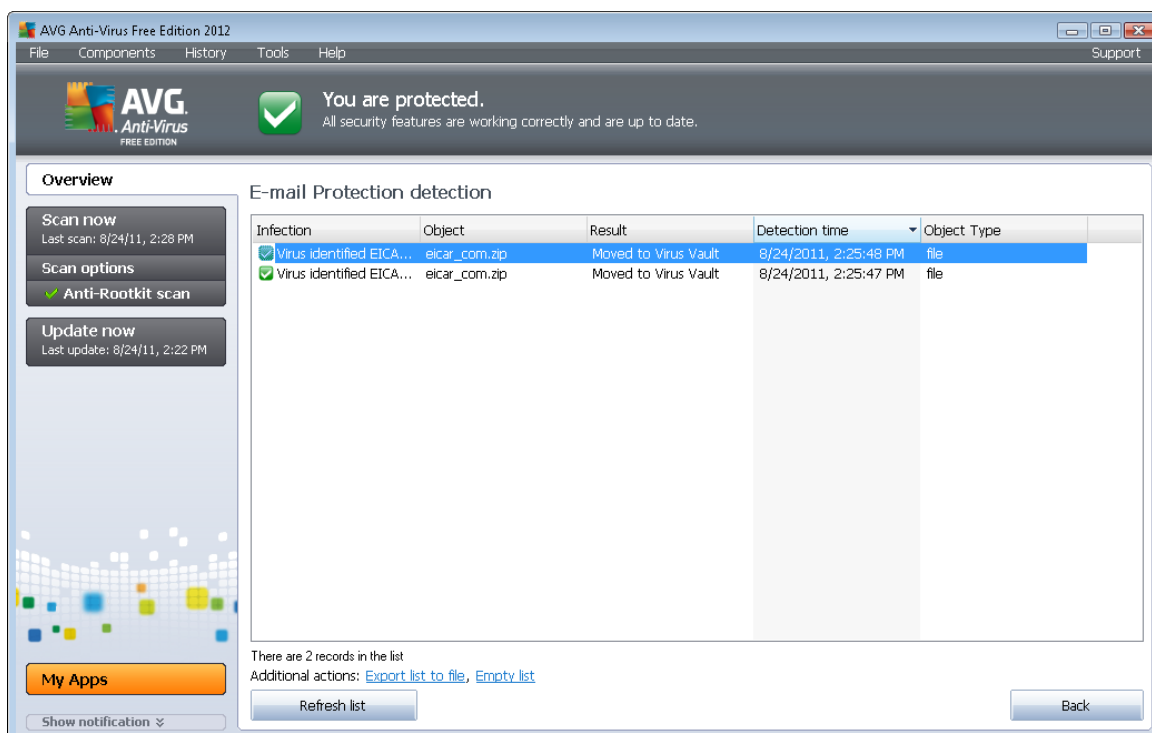 AVG Anti-Virus Free Edition 2012
File Components History Tools Help Support
AVG.
Anti-Virus
FREE EDITION
You are protected.
All security features are working correctly and are up to date.
Overview
Scan now
Last scan: 8/24/11, 2:28 PM
Scan options
Anti-Rootkit scan
Update now
Last update: 8/24/11, 2:22 PM
My Apps
Show notification
E-mail Protection detection
Infection Object Result Detection time Object Type
Virus identified EICA... eicar_com.zip Moved to Virus Vault 8/24/2011, 2:25:48 PM file
Virus identified EICA... eicar_com.zip Moved to Virus Vault 8/24/2011, 2:25:47 PM file
There are 2 records in the list
Additional actions: Export list to file, Empty list
Refresh list Back